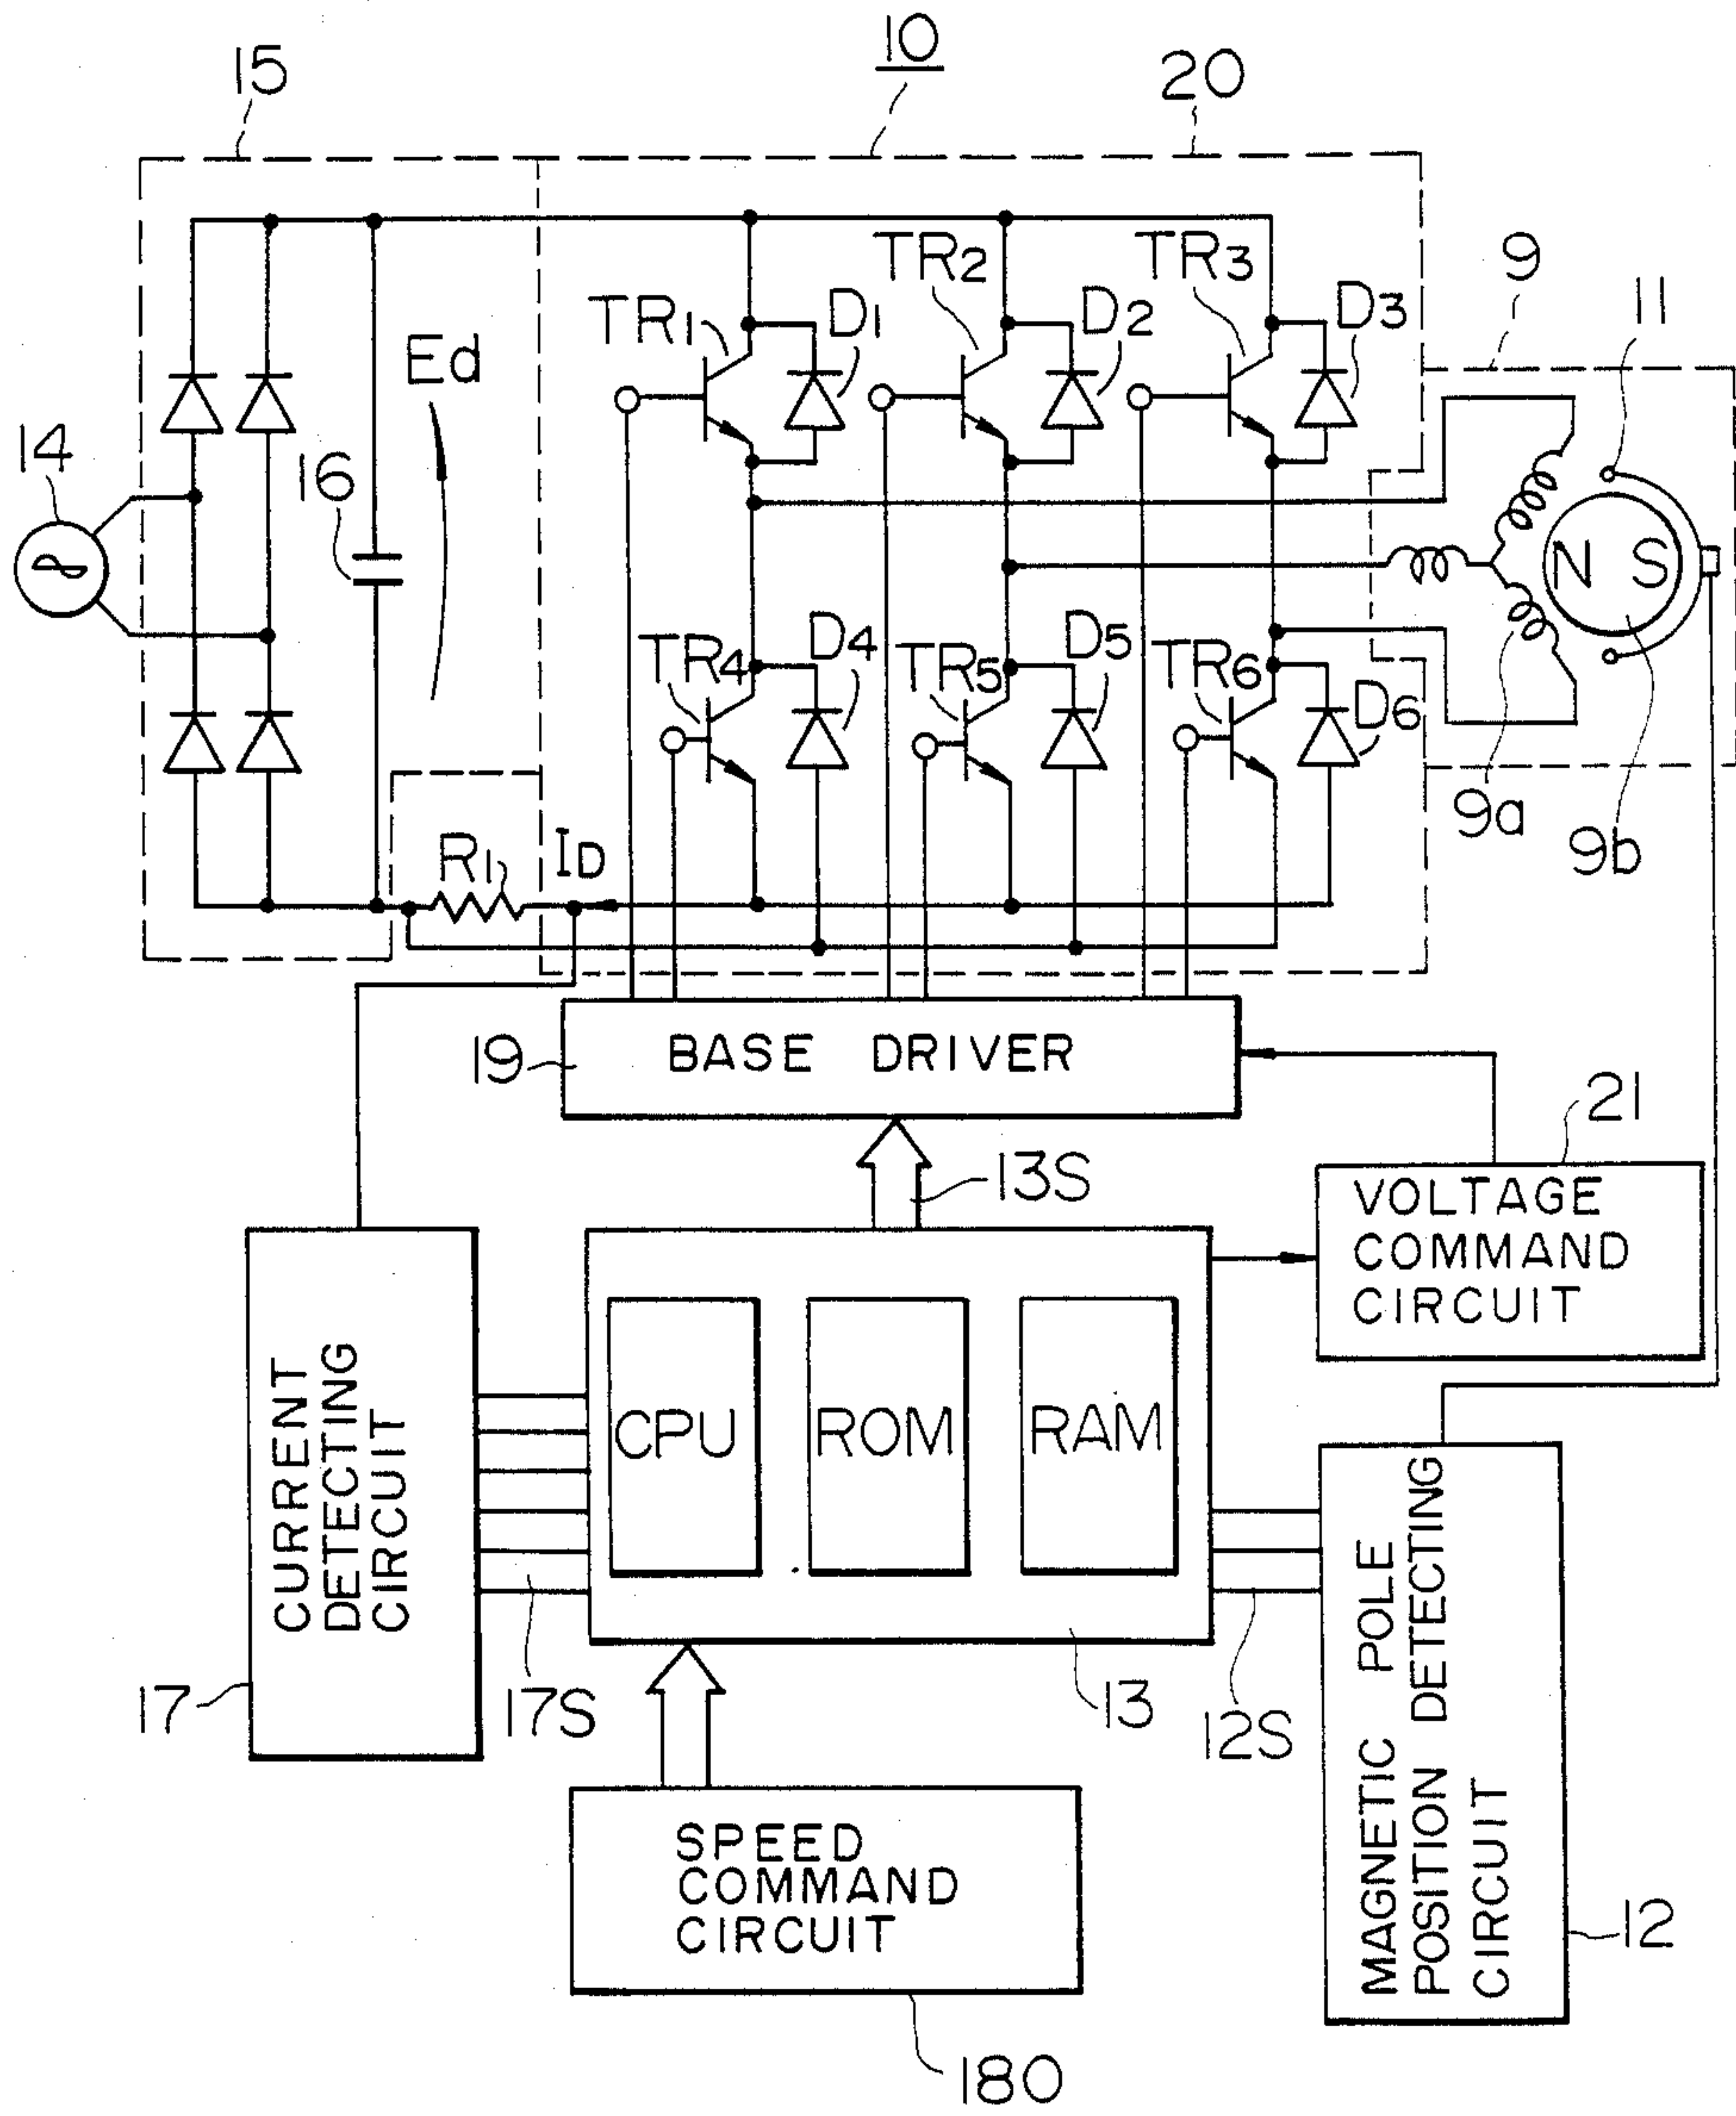 10
15
20
TR1
D1
TR2
D2
TR3
D3
9
11
Ed
14
16
N S
TR4
D4
TR5
D5
TR6
D6
9a
9b
R1
ID
19
BASE DRIVER
21
13S
VOLTAGE
COMMAND
CIRCUIT
CURRENT
DETECTING
CIRCUIT
CPU
ROM
RAM
17
17S
13
12S
MAGNETIC POLE
POSITION DETECTING
CIRCUIT
12
SPEED
COMMAND
CIRCUIT
180